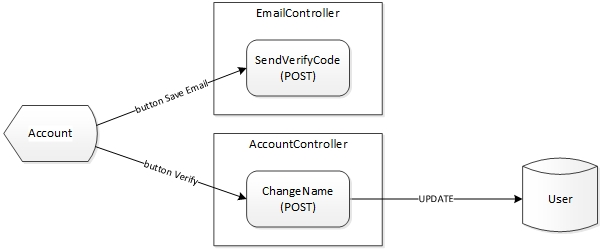 EmailController
SendVerifyCode
(POST)
button Save Email
Account
AccountController
button Verify
ChangeName
(POST)
UPDATE
User